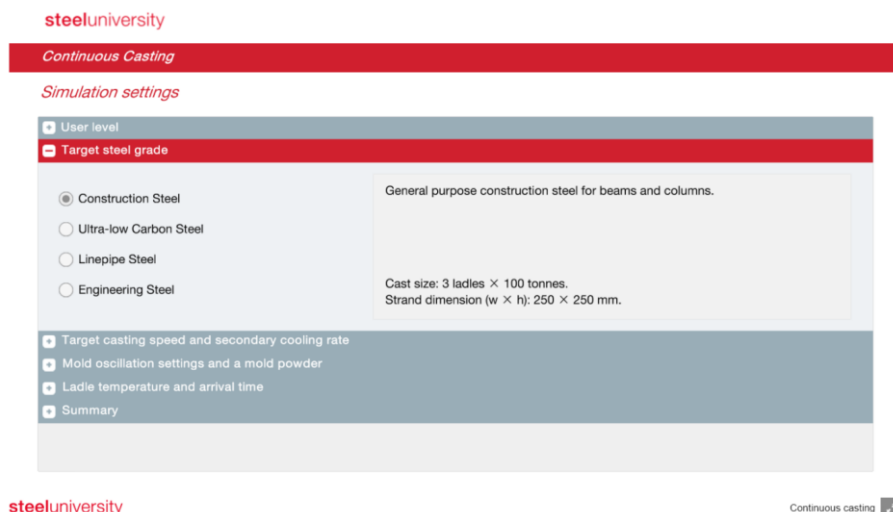 steeluniversity
Continuous Casting
Simulation settings
User level
Target steel grade
Construction Steel
General purpose construction steel for beams and columns.
Ultra-low Carbon Steel
Linepipe Steel
Engineering Steel
Cast size: 3 ladles × 100 tonnes.
Strand dimension (w × h): 250 × 250 mm.
Target casting speed and secondary cooling rate
Mold oscillation settings and a mold powder
Ladle temperature and arrival time
Summary
steeluniversity
Continuous casting